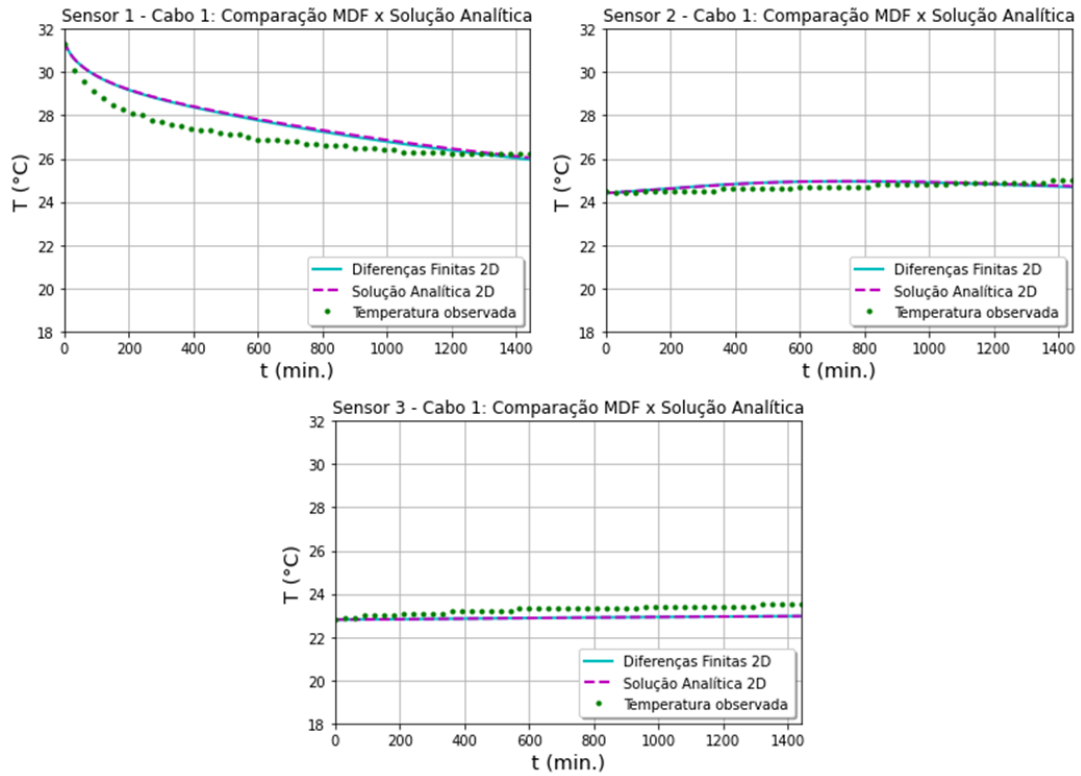 Sensor 1 - Cabo 1: Comparação MDF x Solução Analítica
32
30
28
26
24
22
20
18
T (°C)
0 200 400 600 800 1000 1200 1400
t (min.)
Diferenças Finitas 2D
Solução Analítica 2D
Temperatura observada
Sensor 2 - Cabo 1: Comparação MDF x Solução Analítica
32
30
28
26
24
22
20
18
T (°C)
0 200 400 600 800 1000 1200 1400
t (min.)
Diferenças Finitas 2D
Solução Analítica 2D
Temperatura observada
Sensor 3 - Cabo 1: Comparação MDF x Solução Analítica
32
30
28
26
24
22
20
18
T (°C)
0 200 400 600 800 1000 1200 1400
t (min.)
Diferenças Finitas 2D
Solução Analítica 2D
Temperatura observada